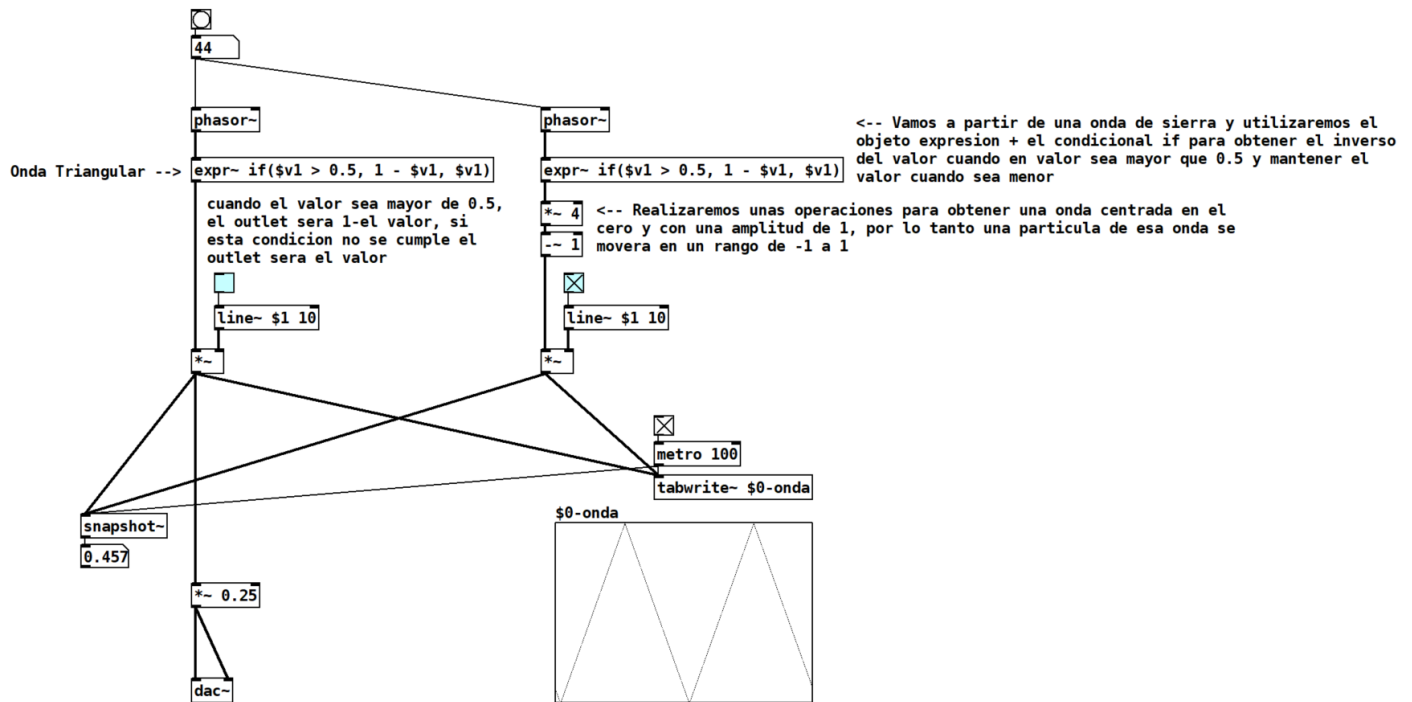 44
phasor~
phasor~
<-- Vamos a partir de una onda de sierra y utilizaremos el
objeto expresion + el condicional if para obtener el inverso
del valor cuando en valor sea mayor que 0.5 y mantener el
valor cuando sea menor
Onda Triangular -->
expr~ if($v1 > 0.5, 1 - $v1, $v1)
expr~ if($v1 > 0.5, 1 - $v1, $v1)
cuando el valor sea mayor de 0.5,
el outlet sera 1-el valor, si
esta condicion no se cumple el
outlet sera el valor
*~ 4
-~ 1
<-- Realizaremos unas operaciones para obtener una onda centrada en el
cero y con una amplitud de 1, por lo tanto una particula de esa onda se
movera en un rango de -1 a 1
line~ $1 10
line~ $1 10
*~
*~
metro 100
tabwrite~ $0-onda
$0-onda
snapshot~
0.457
*~ 0.25
dac~